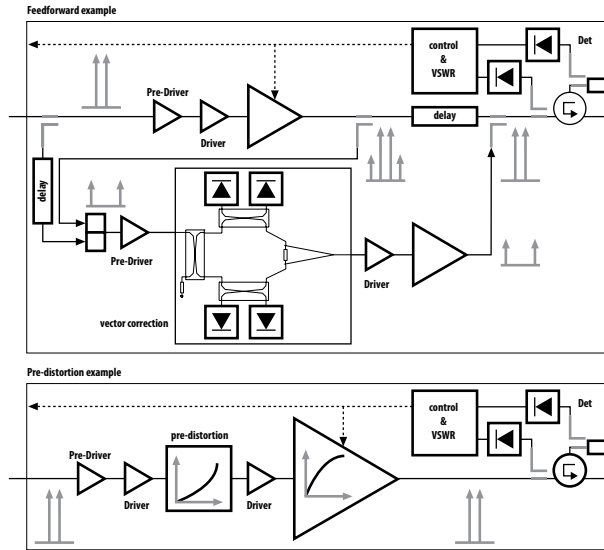 Feedforward example
control
&
VSWR
Det
Pre-Driver
Driver
delay
delay
Pre-Driver
Driver
vector correction
Pre-distortion example
control
&
VSWR
Det
pre-distortion
Pre-Driver
Driver
Driver